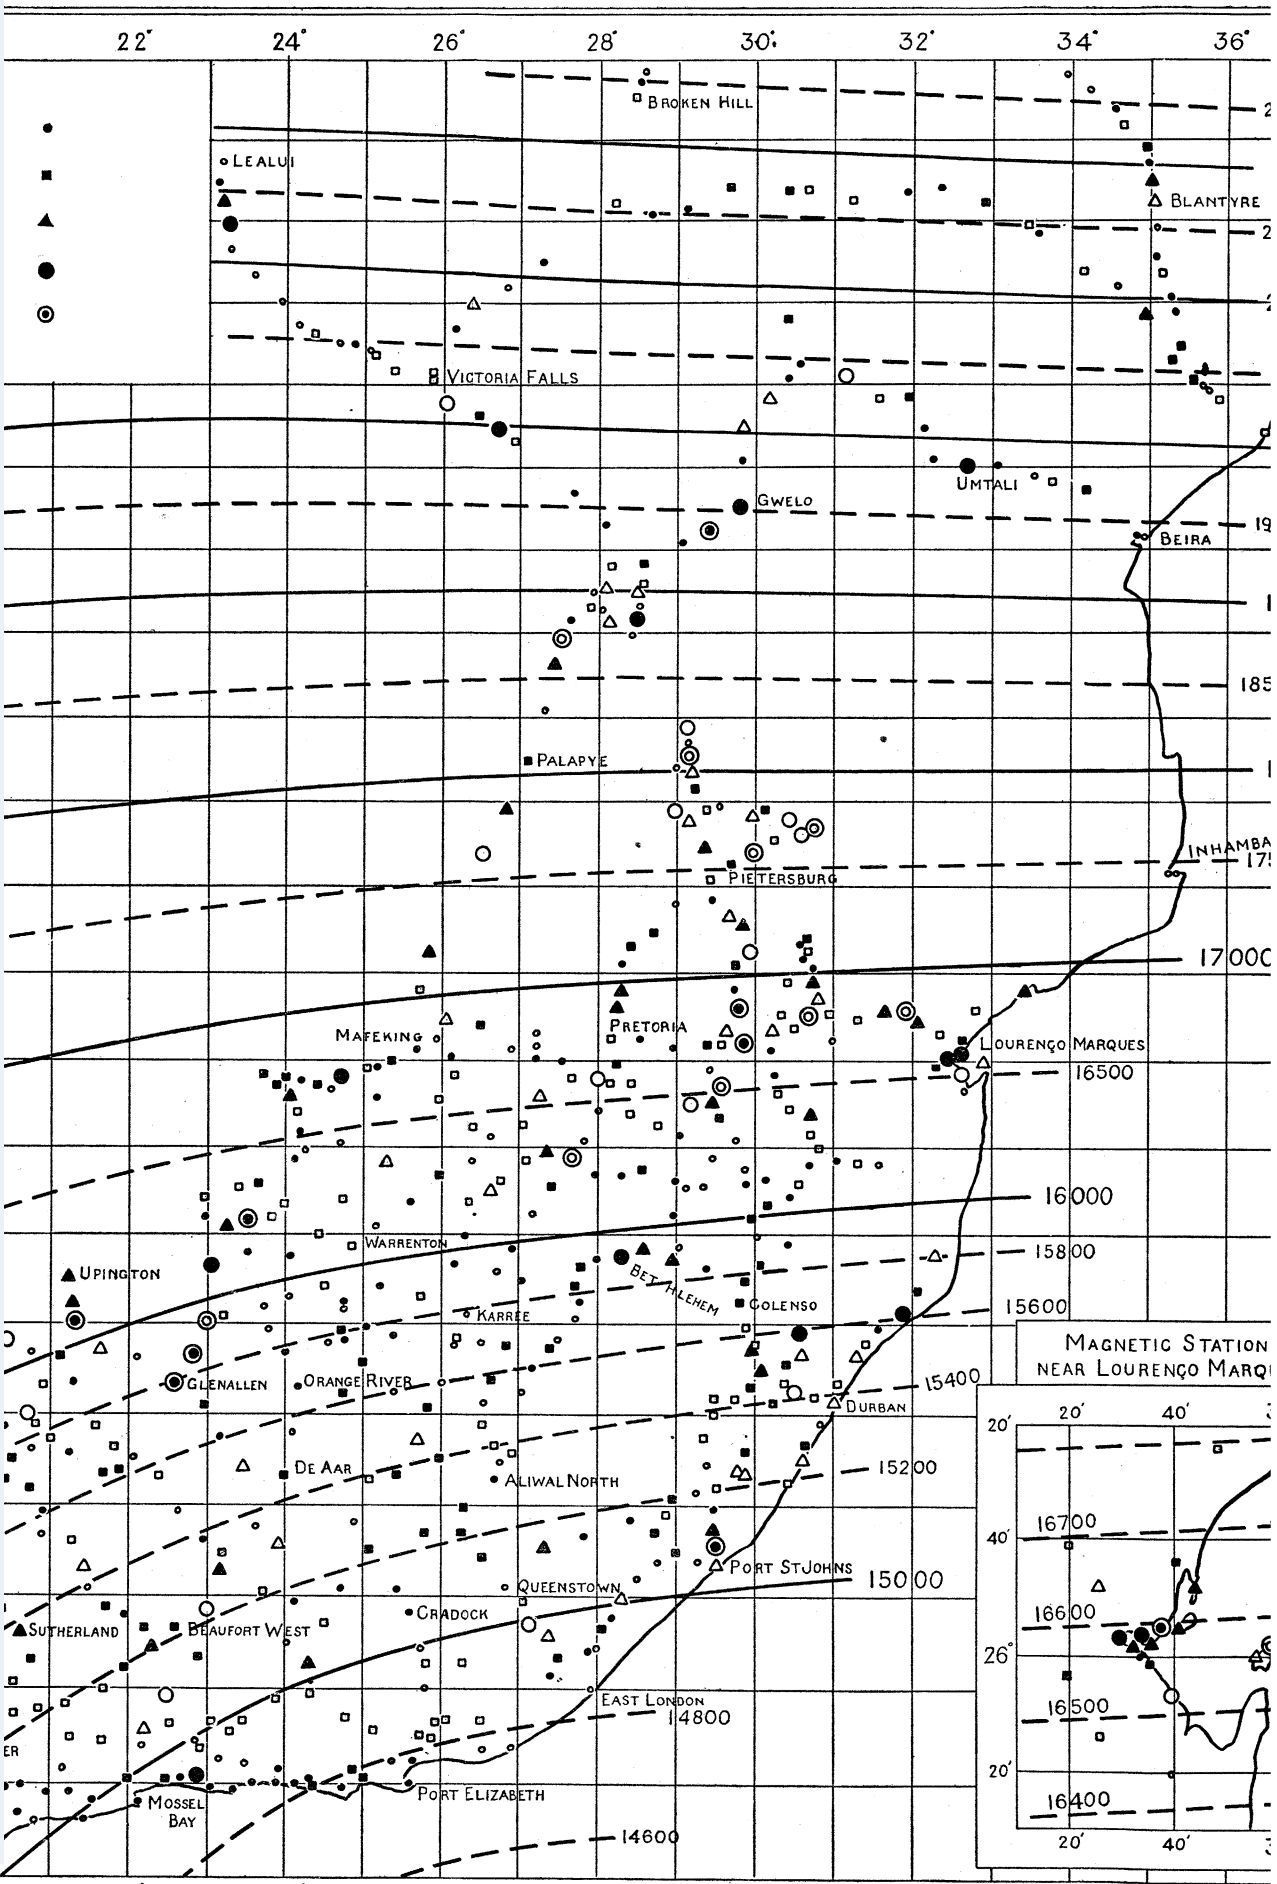 22° 24° 26° 28° 30° 32° 34° 36°
BROKEN HILL
LEALUI
BLANTYRE
VICTORIA FALLS
UMTALI
GWELO
19
BEIRA
185
PALAPYE
INHAMBA
175
PIETERSBURG
17000
PRETORIA
MAFEKING
LOURENÇO MARQUES
16500
16000
WARRENTON
15800
UPINGTON
BETHLEHEM
COLENSO
15600
KARREE
MAGNETIC STATION
NEAR LOURENÇO MARQU
GLENALLEN
ORANGE RIVER
15400
DURBAN
20' 40'
20'
DE AAR
15200
ALIWAL NORTH
16700
40'
PORT ST JOHNS
15000
QUEENSTOWN
CRADOCK
16600
SUTHERLAND
BEAUFORT WEST
26°
EAST LONDON
16500
14800
ER
20'
PORT ELIZABETH
MOSSEL
BAY
16400
14600
20' 40'